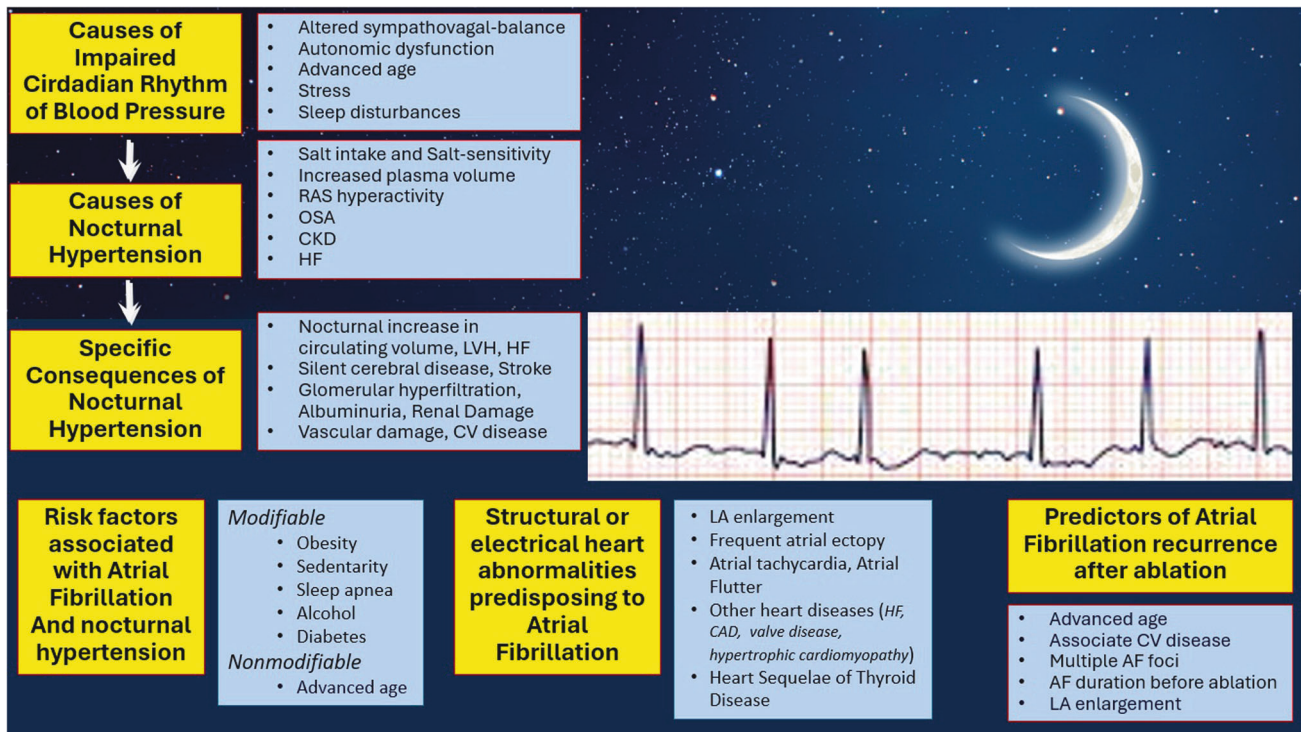 Causes of
Impaired
Cirdadian Rhythm
of Blood Pressure
• Altered sympathovagal-balance
• Autonomic dysfunction
• Advanced age
• Stress
• Sleep disturbances
Causes of
Nocturnal
Hypertension
• Salt intake and Salt-sensitivity
• Increased plasma volume
• RAS hyperactivity
• OSA
• CKD
• HF
Specific
Consequences of
Nocturnal
Hypertension
• Nocturnal increase in
circulating volume, LVH, HF
• Silent cerebral disease, Stroke
• Glomerular hyperfiltration,
Albuminuria, Renal Damage
• Vascular damage, CV disease
Risk factors
associated
with Atrial
Fibrillation
And nocturnal
hypertension
Modifiable
• Obesity
• Sedentarity
• Sleep apnea
• Alcohol
• Diabetes
Nonmodifiable
• Advanced age
Structural or
electrical heart
abnormalities
predisposing to
Atrial
Fibrillation
• LA enlargement
• Frequent atrial ectopy
• Atrial tachycardia, Atrial
Flutter
• Other heart diseases (HF,
CAD, valve disease,
hypertrophic cardiomyopathy)
• Heart Sequelae of Thyroid
Disease
Predictors of Atrial
Fibrillation recurrence
after ablation
• Advanced age
• Associate CV disease
• Multiple AF foci
• AF duration before ablation
• LA enlargement